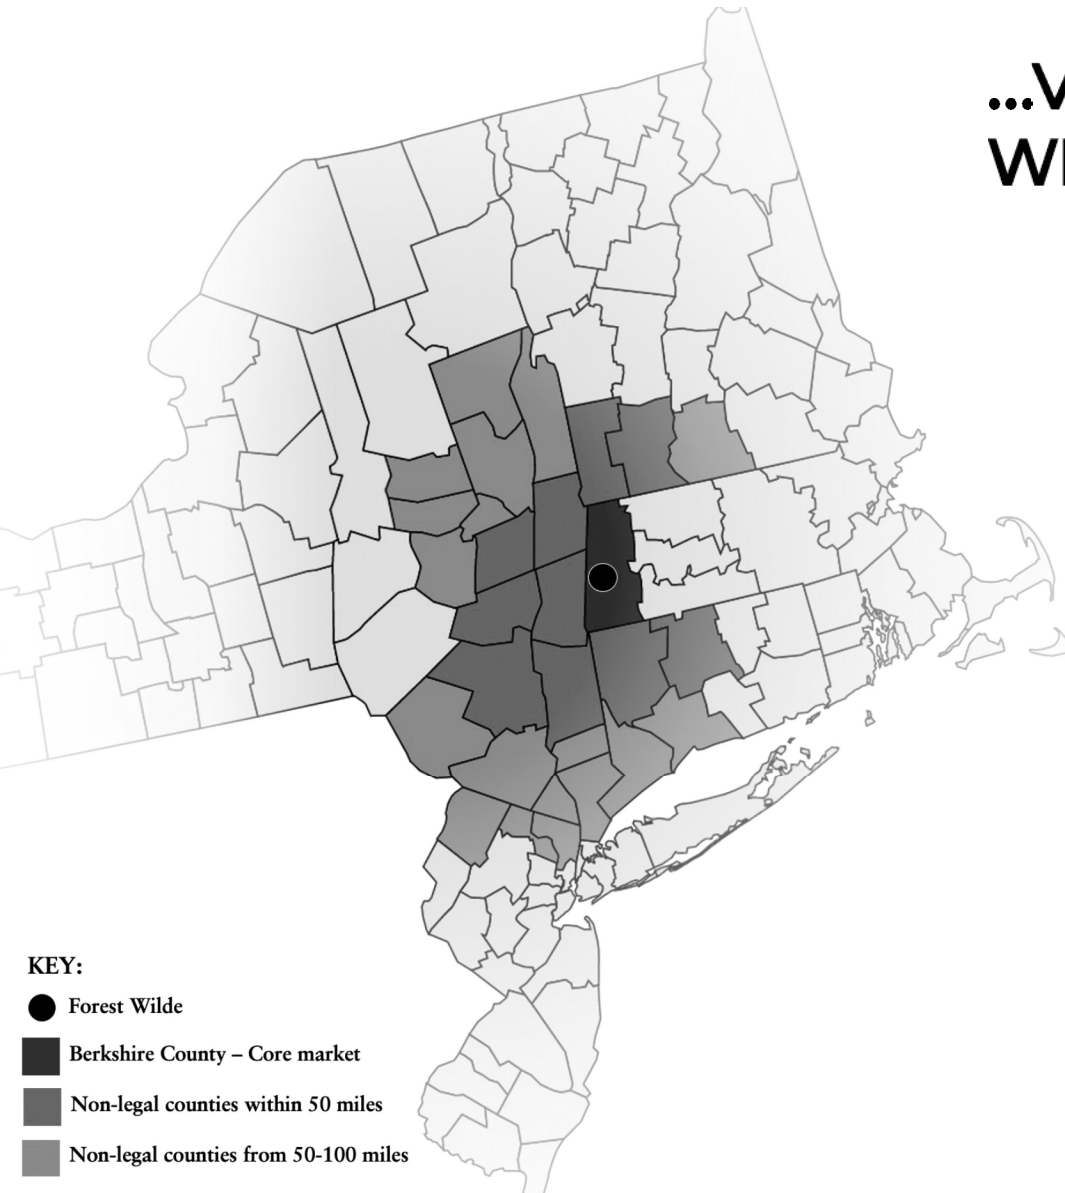 ...V
WI
KEY:
Forest Wilde
Berkshire County – Core market
Non-legal counties within 50 miles
Non-legal counties from 50-100 miles